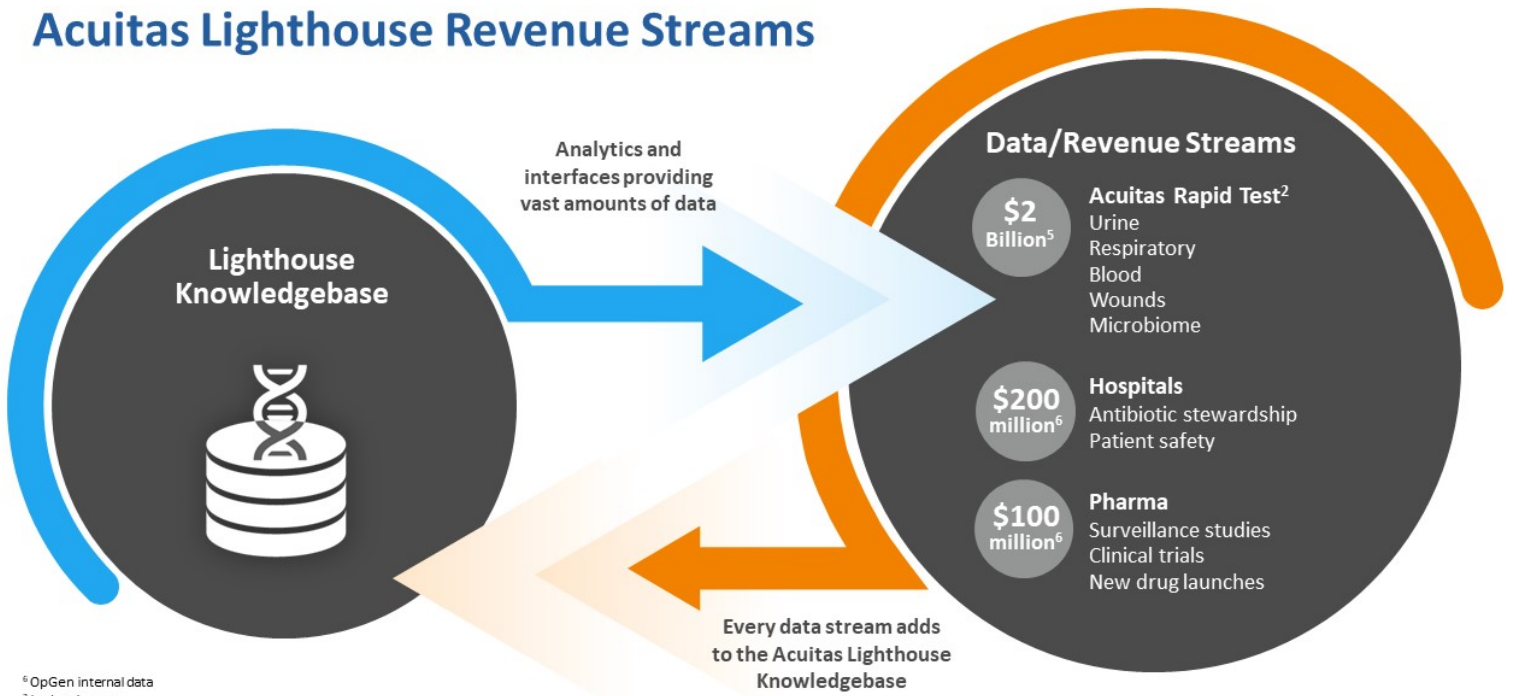 Acuitas Lighthouse Revenue Streams
Analytics and
interfaces providing
vast amounts of data
Lighthouse
Knowledgebase
Data/Revenue Streams
$2
Billion⁵
Acuitas Rapid Test²
Urine
Respiratory
Blood
Wounds
Microbiome
$200
million⁶
Hospitals
Antibiotic stewardship
Patient safety
$100
million⁶
Pharma
Surveillance studies
Clinical trials
New drug launches
Every data stream adds
to the Acuitas Lighthouse
Knowledgebase
⁶ OpGen internal data